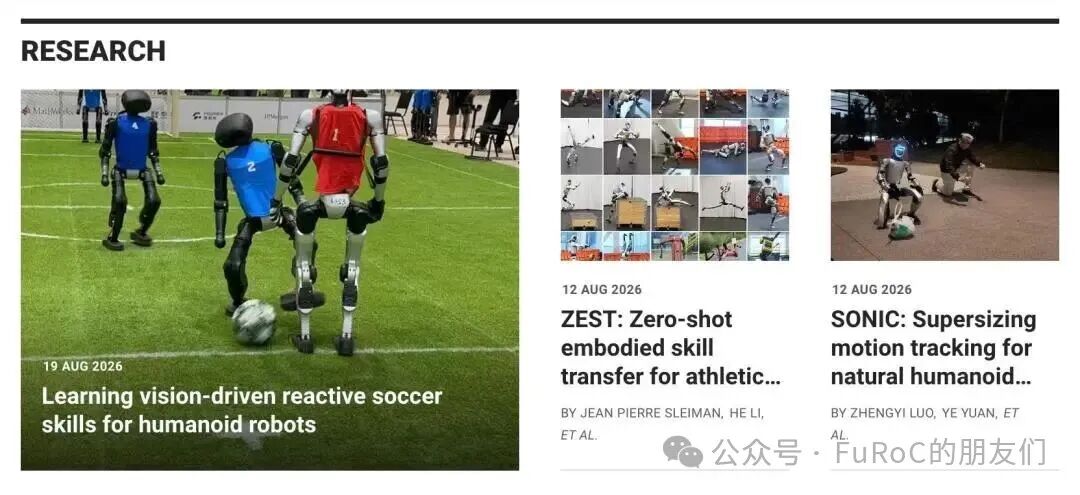 RESEARCH
4
2
1
19 AUG 2026
Learning vision-driven reactive soccer
skills for humanoid robots
12 AUG 2026
ZEST: Zero-shot
embodied skill
transfer for athletic…
BY JEAN PIERRE SLEIMAN, HE LI,
ET AL.
12 AUG 2026
SONIC: Supersizing
motion tracking for
natural humanoid…
BY ZHENGYI LUO, YE YUAN, ET
AL.
公众号 · FuRoC的朋友们